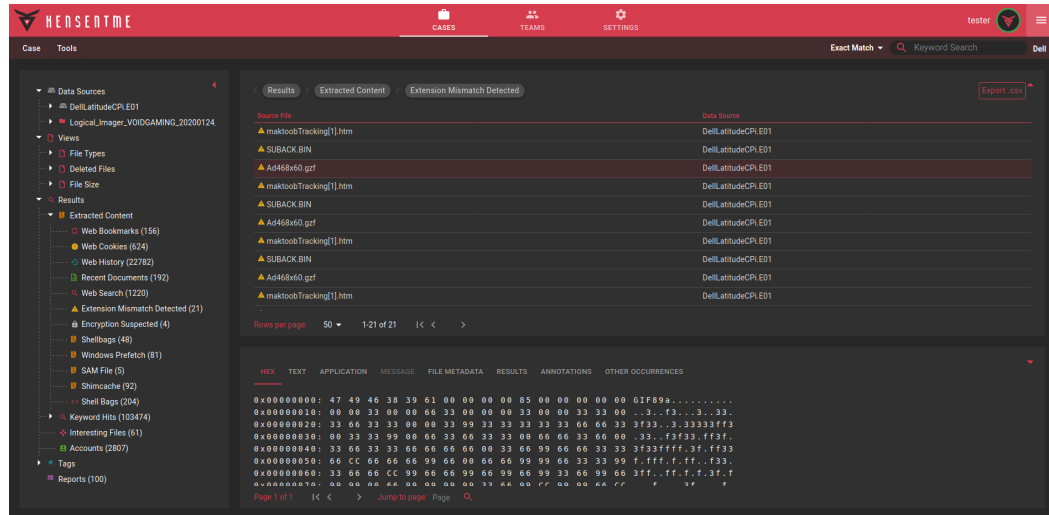 HENSENTME
CASES
TEAMS
SETTINGS
tester
Case Tools
Exact Match Keyword Search Dell
Data Sources
DellLatitudeCPi.E01
Logical_Imager_VOIDGAMING_20200124
Views
File Types
Deleted Files
File Size
Results
Extracted Content
Web Bookmarks (156)
Web Cookies (624)
Web History (22782)
Recent Documents (192)
Web Search (1220)
Extension Mismatch Detected (21)
Encryption Suspected (4)
Shellbags (48)
Windows Prefetch (81)
SAM File (5)
Shimcache (92)
Shell Bags (204)
Keyword Hits (103474)
Interesting Files (61)
Accounts (2807)
Tags
Reports (100)
/ Results / Extracted Content / Extension Mismatch Detected
Export .csv
Source File Data Source
maktoobTracking[1].htm DellLatitudeCPi.E01
SUBACK.BIN DellLatitudeCPi.E01
Ad468x60.gzf DellLatitudeCPi.E01
maktoobTracking[1].htm DellLatitudeCPi.E01
SUBACK.BIN DellLatitudeCPi.E01
Ad468x60.gzf DellLatitudeCPi.E01
maktoobTracking[1].htm DellLatitudeCPi.E01
SUBACK.BIN DellLatitudeCPi.E01
Ad468x60.gzf DellLatitudeCPi.E01
maktoobTracking[1].htm DellLatitudeCPi.E01
Rows per page: 50 1-21 of 21
HEX TEXT APPLICATION MESSAGE FILE METADATA RESULTS ANNOTATIONS OTHER OCCURRENCES
0x00000000: 47 49 46 38 39 61 00 00 00 00 85 00 00 00 00 00 GIF89a..........
0x00000010: 00 00 33 00 00 66 33 00 00 00 33 00 00 33 33 00 ..3..f3...3..33.
0x00000020: 33 66 33 33 00 00 33 99 33 33 33 33 33 66 66 33 3f33..3.33333ff3
0x00000030: 00 33 33 99 00 66 33 66 33 33 00 66 66 33 66 00 .33..f3f33.ff3f.
0x00000040: 33 66 33 33 66 66 66 66 00 33 66 99 66 66 33 33 3f33ffff.3f.ff33
0x00000050: 66 CC 66 66 66 99 66 00 66 66 99 66 33 33 99 f.fff.f.ff..f33.
0x00000060: 33 66 66 CC 99 66 66 99 66 99 66 99 33 66 99 66 3ff..ff.f.f.3f.f
Page 1 of 1 Jump to page: Page